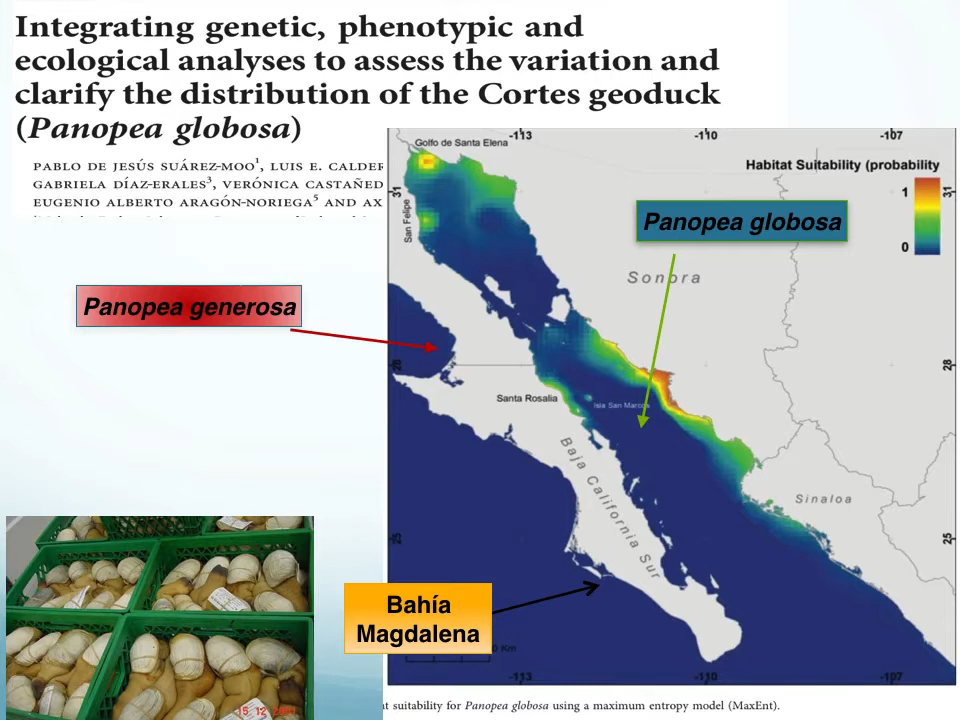 Integrating genetic, phenotypic and
ecological analyses to assess the variation and
clarify the distribution of the Cortes geoduck
(Panopea globosa)
PABLO DE JESÚS SUÁREZ-MOO1, LUIS E. CALDER
GABRIELA DÍAZ-ERALES3, VERÓNICA CASTAÑED
EUGENIO ALBERTO ARAGÓN-NORIEGA5 AND AX
-113
-110
-107
Golfo de Santa Elena
Habitat Suitability (probability
1
0
31
31
San Felipe
Panopea globosa
Sonora
Panopea generosa
28
28
Santa Rosalia
Isla San Marcos
Baja California Sur
Sinaloa
25
25
Bahía
Magdalena
0 Km
-113
-110
-107
15 12
t suitability for Panopea globosa using a maximum entropy model (MaxEnt).